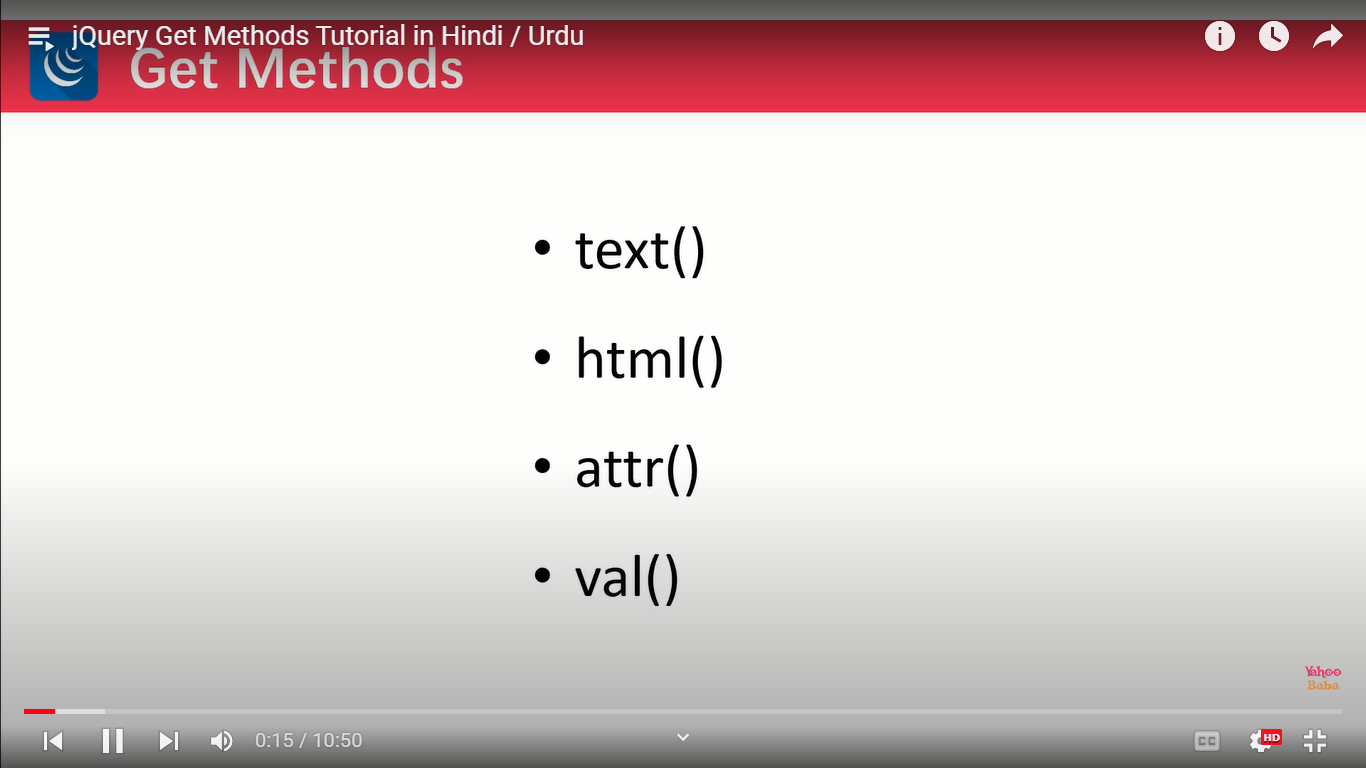 jQuery Get Methods Tutorial in Hindi / Urdu
Get Methods
• text()
• html()
• attr()
• val()
Yahoo
Baba
0:15 / 10:50
CC
HD